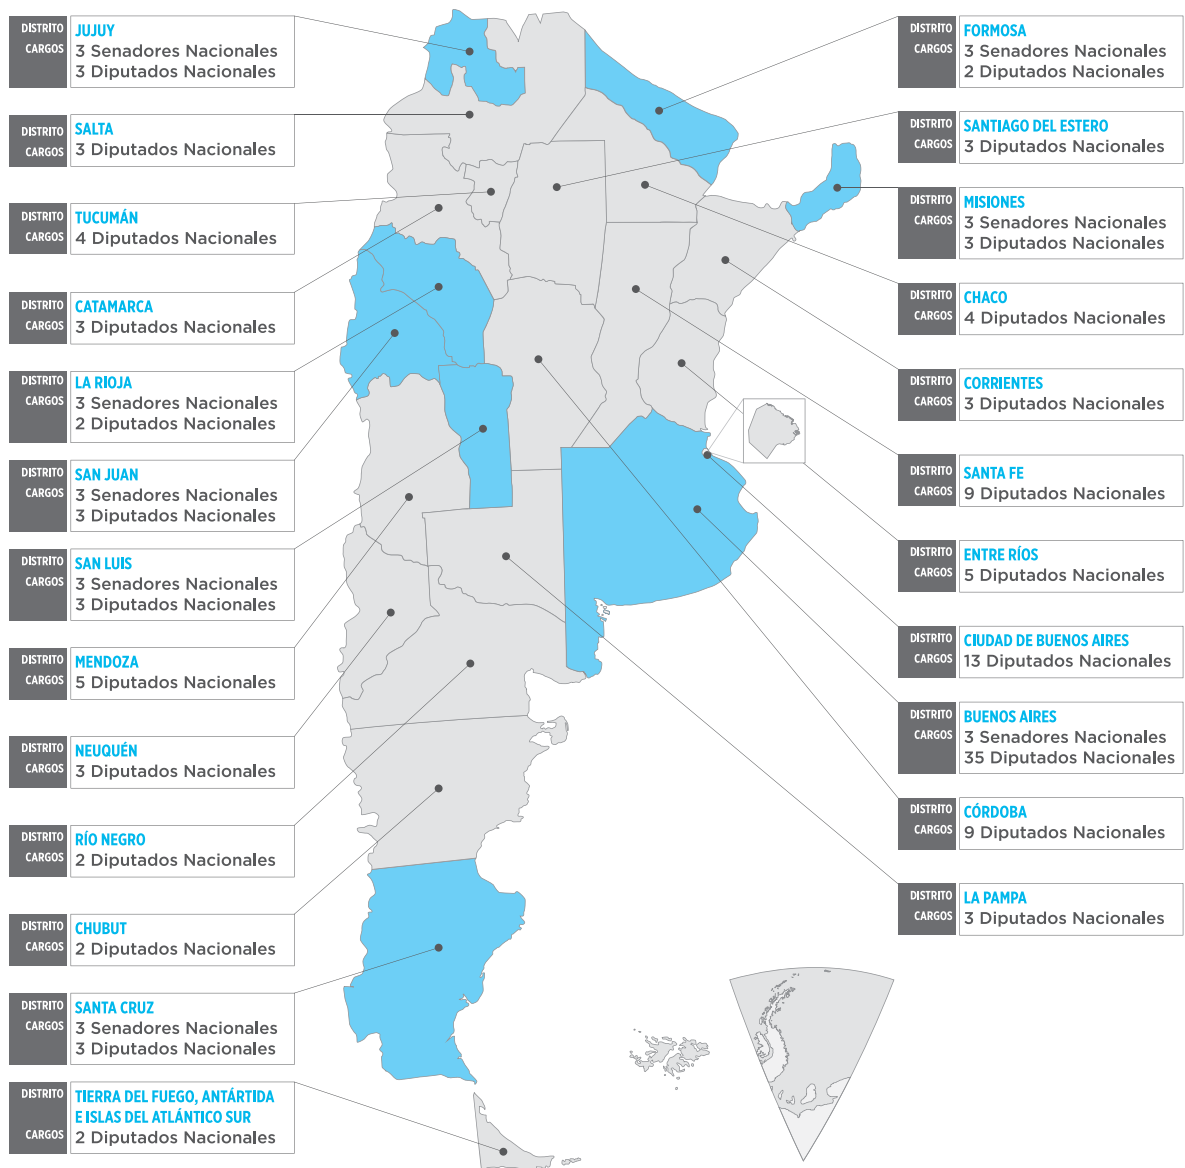 DISTRITO
JUJUY
CARGOS
3 Senadores Nacionales
3 Diputados Nacionales
DISTRITO
SALTA
CARGOS
3 Diputados Nacionales
DISTRITO
TUCUMÁN
CARGOS
4 Diputados Nacionales
DISTRITO
CATAMARCA
CARGOS
3 Diputados Nacionales
DISTRITO
LA RIOJA
CARGOS
3 Senadores Nacionales
2 Diputados Nacionales
DISTRITO
SAN JUAN
CARGOS
3 Senadores Nacionales
3 Diputados Nacionales
DISTRITO
SAN LUIS
CARGOS
3 Senadores Nacionales
3 Diputados Nacionales
DISTRITO
MENDOZA
CARGOS
5 Diputados Nacionales
DISTRITO
NEUQUÉN
CARGOS
3 Diputados Nacionales
DISTRITO
RÍO NEGRO
CARGOS
2 Diputados Nacionales
DISTRITO
CHUBUT
CARGOS
2 Diputados Nacionales
DISTRITO
SANTA CRUZ
CARGOS
3 Senadores Nacionales
3 Diputados Nacionales
DISTRITO
TIERRA DEL FUEGO, ANTÁRTIDA
E ISLAS DEL ATLÁNTICO SUR
CARGOS
2 Diputados Nacionales
DISTRITO
FORMOSA
CARGOS
3 Senadores Nacionales
2 Diputados Nacionales
DISTRITO
SANTIAGO DEL ESTERO
CARGOS
3 Diputados Nacionales
DISTRITO
MISIONES
CARGOS
3 Senadores Nacionales
3 Diputados Nacionales
DISTRITO
CHACO
CARGOS
4 Diputados Nacionales
DISTRITO
CORRIENTES
CARGOS
3 Diputados Nacionales
DISTRITO
SANTA FE
CARGOS
9 Diputados Nacionales
DISTRITO
ENTRE RÍOS
CARGOS
5 Diputados Nacionales
DISTRITO
CIUDAD DE BUENOS AIRES
CARGOS
13 Diputados Nacionales
DISTRITO
BUENOS AIRES
CARGOS
3 Senadores Nacionales
35 Diputados Nacionales
DISTRITO
CÓRDOBA
CARGOS
9 Diputados Nacionales
DISTRITO
LA PAMPA
CARGOS
3 Diputados Nacionales